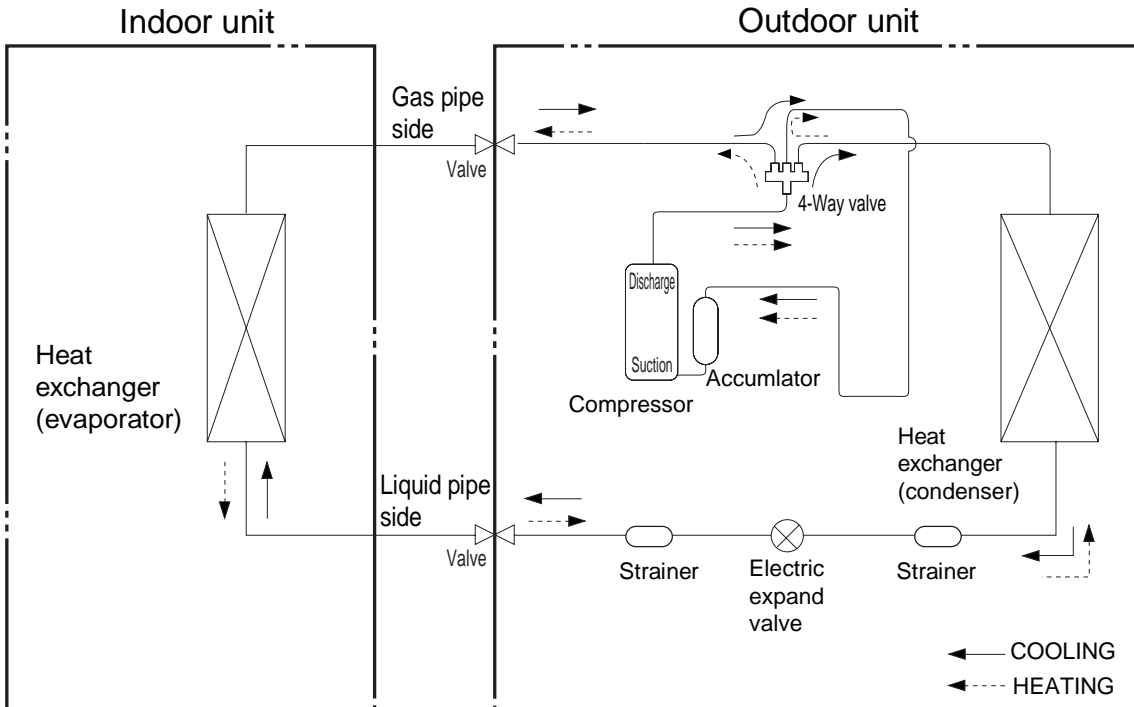 Indoor unit
Outdoor unit
Gas pipe
side
Valve
4-Way valve
Discharge
Suction
Compressor
Accumlator
Heat
exchanger
(evaporator)
Heat
exchanger
(condenser)
Liquid pipe
side
Valve
Strainer
Electric
expand
valve
Strainer
COOLING
HEATING